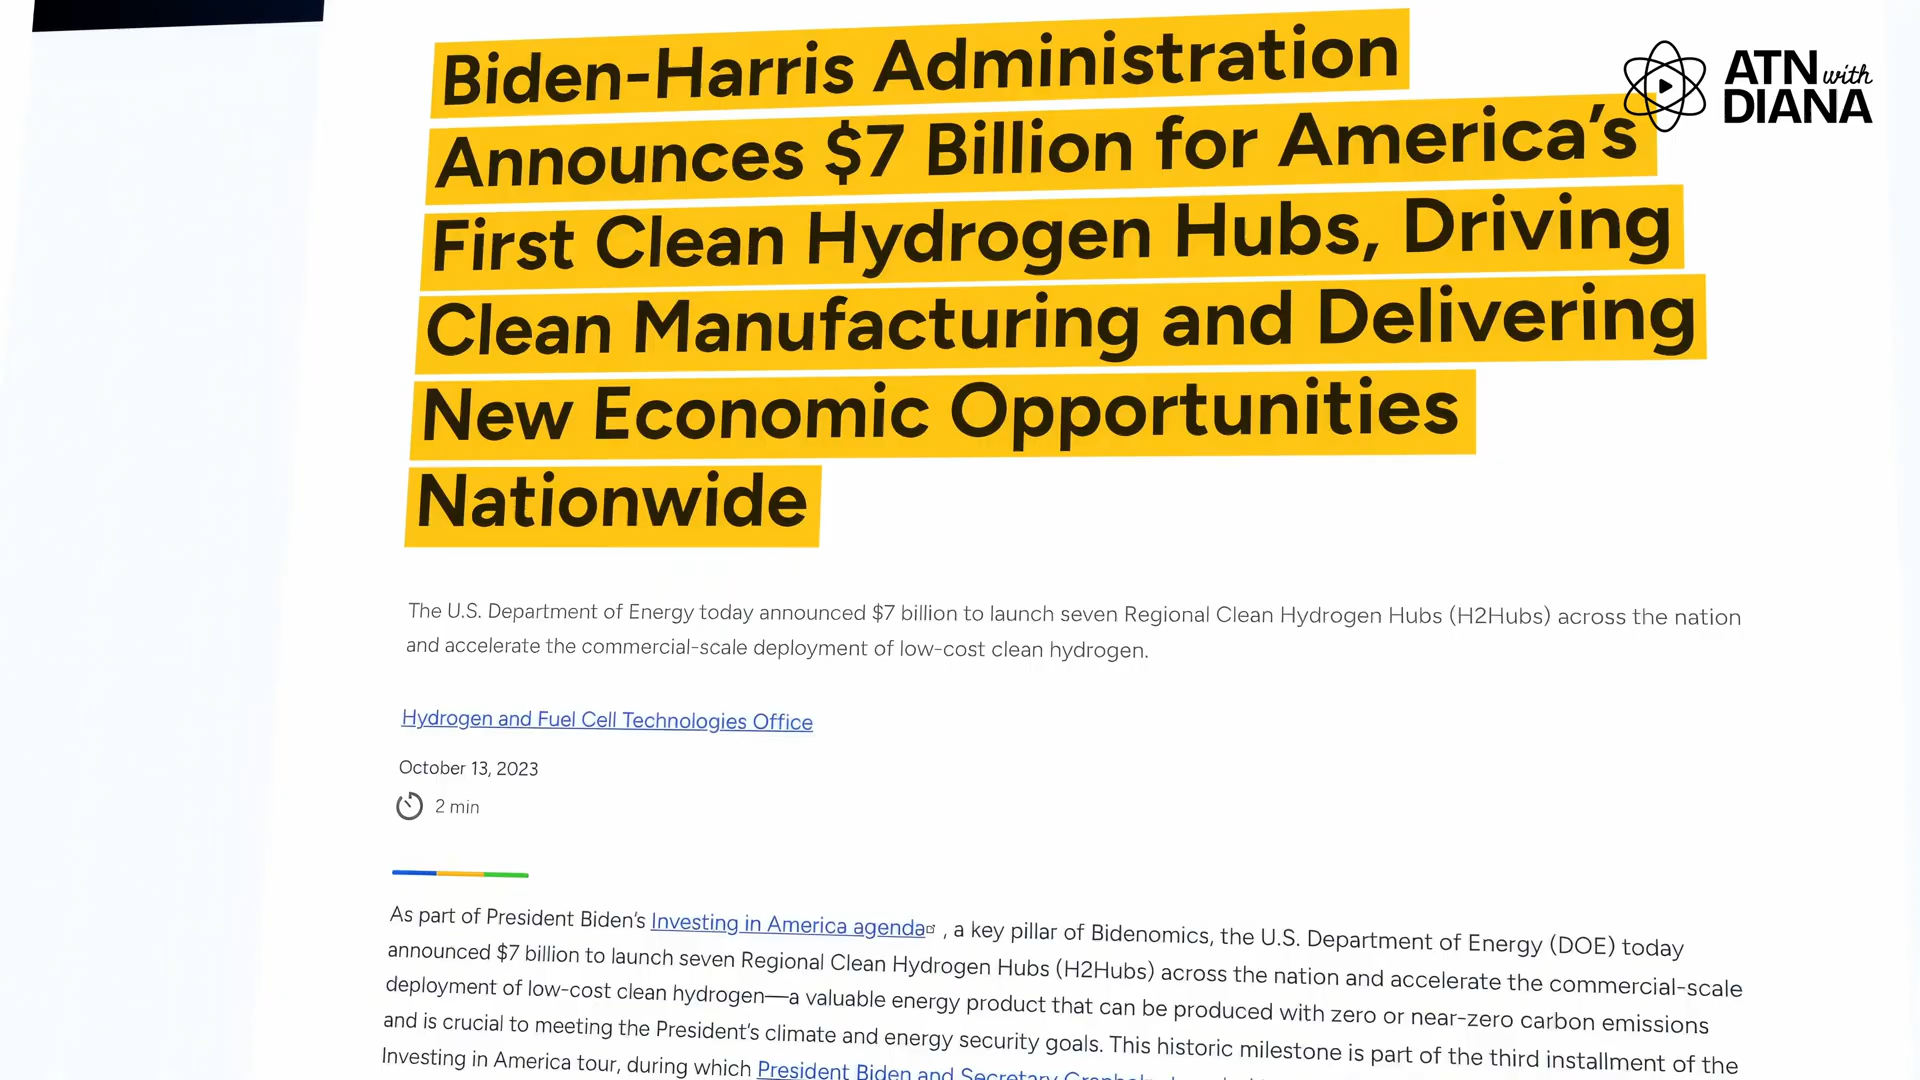 Biden-Harris Administration
Announces $7 Billion for America’s
First Clean Hydrogen Hubs, Driving
Clean Manufacturing and Delivering
New Economic Opportunities
Nationwide
ATN with
DIANA
The U.S. Department of Energy today announced $7 billion to launch seven Regional Clean Hydrogen Hubs (H2Hubs) across the nation
and accelerate the commercial-scale deployment of low-cost clean hydrogen.
Hydrogen and Fuel Cell Technologies Office
October 13, 2023
2 min
As part of President Biden’s Investing in America agenda , a key pillar of Bidenomics, the U.S. Department of Energy (DOE) today
announced $7 billion to launch seven Regional Clean Hydrogen Hubs (H2Hubs) across the nation and accelerate the commercial-scale
deployment of low-cost clean hydrogen—a valuable energy product that can be produced with zero or near-zero carbon emissions
and is crucial to meeting the President’s climate and energy security goals. This historic milestone is part of the third installment of the
Investing in America tour, during which President Biden and Secretary